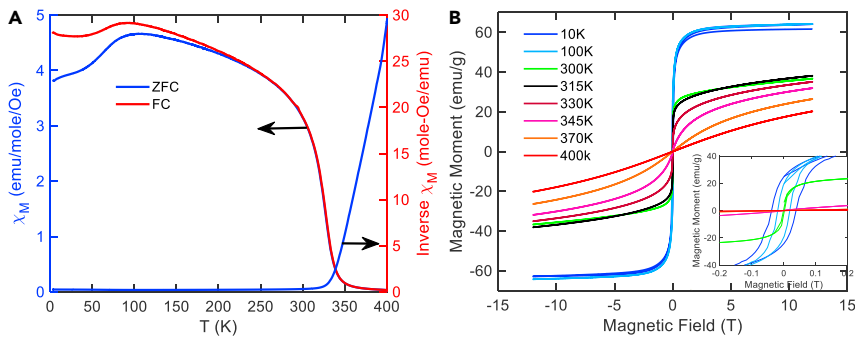 A
χM (emu/mole/Oe)
5
4
3
2
1
0
ZFC
FC
0 50 100 150 200 250 300 350 400
T (K)
30
25
20
15
10
5
0
Inverse χM (mole-Oe/emu)
B
Magnetic Moment (emu/g)
60
40
20
0
-20
-40
-60
10K
100K
300K
315K
330K
345K
370K
400k
-15 -10 -5 0 5 10 15
Magnetic Field (T)
Magnetic Moment (emu/g)
40
20
0
-20
-40
-0.2 -0.1 0 0.1 0.2
Magnetic Field (T)